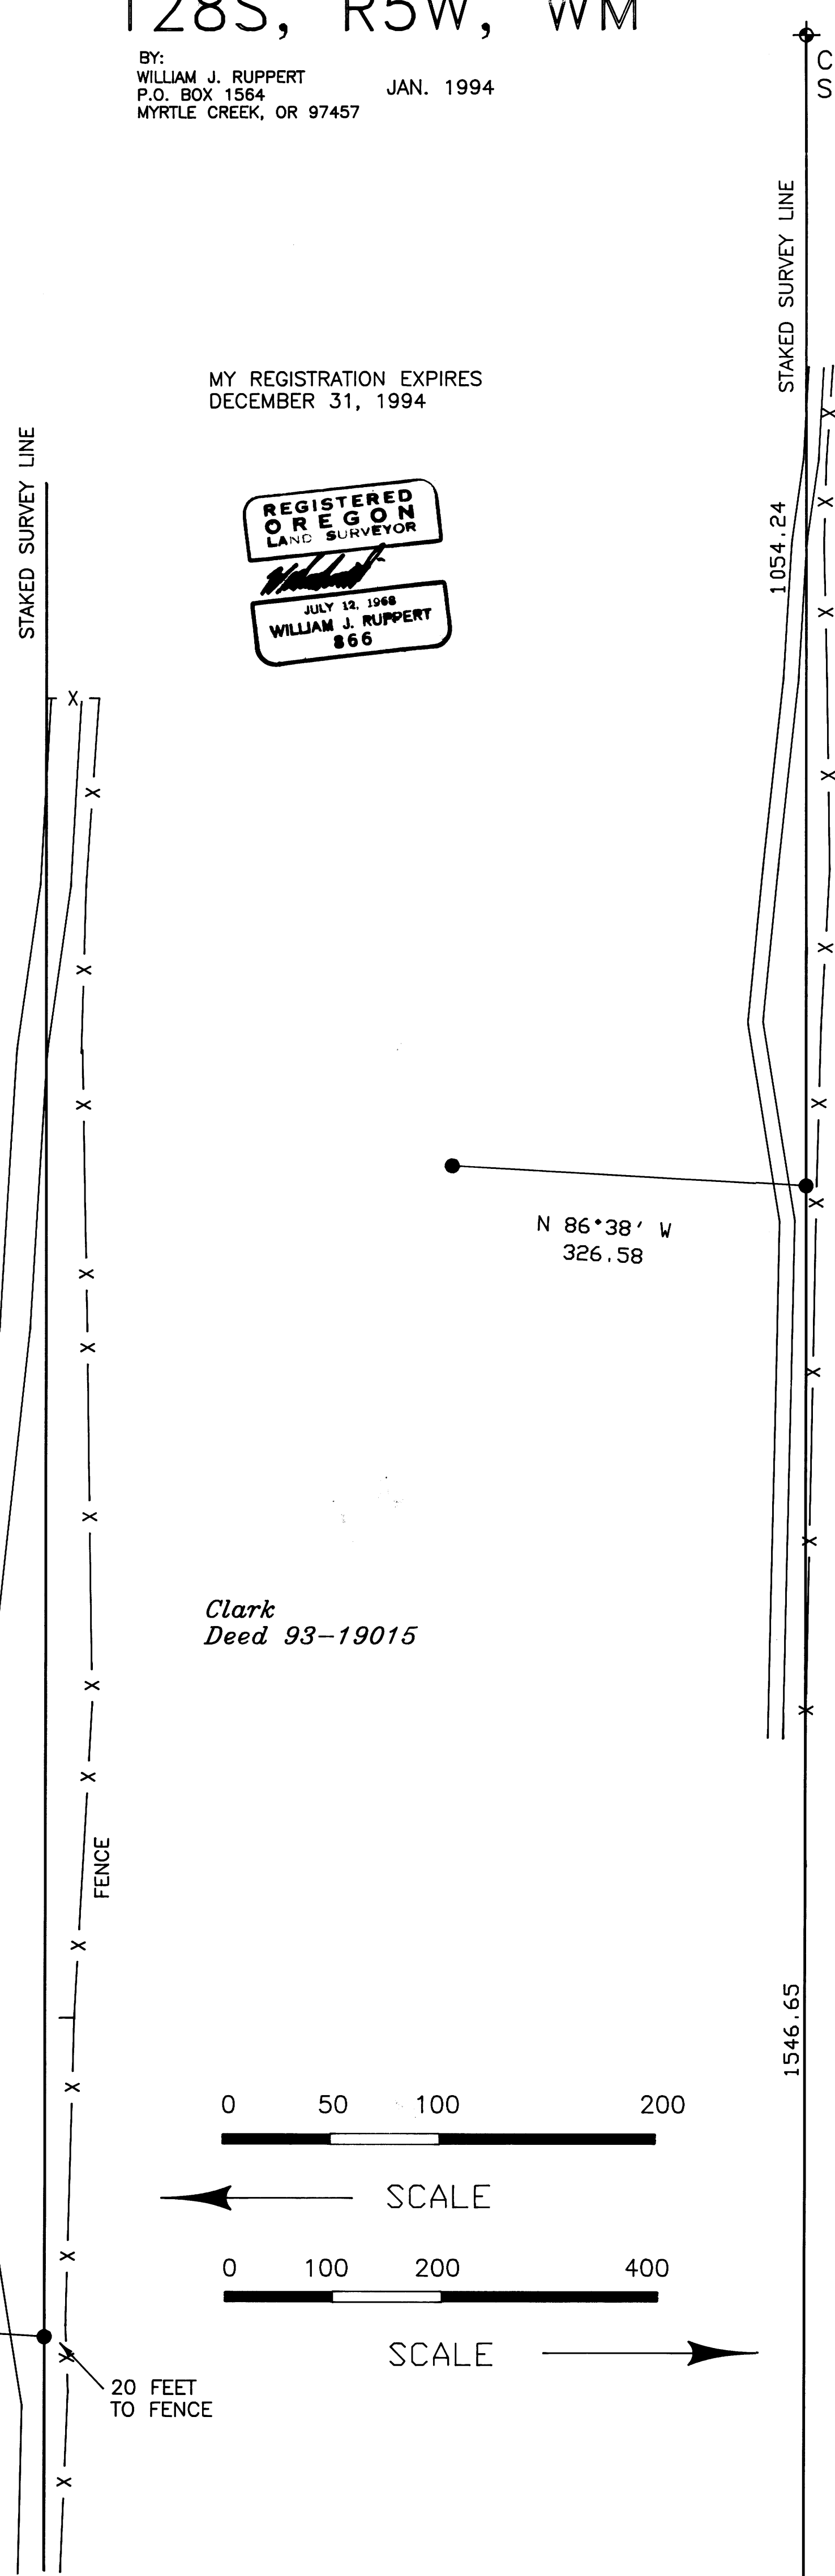 T28S, R5W, WM
BY:
WILLIAM J. RUPPERT
P.O. BOX 1564
MYRTLE CREEK, OR 97457
JAN. 1994
C
S
STAKED SURVEY LINE
MY REGISTRATION EXPIRES
DECEMBER 31, 1994
STAKED SURVEY LINE
REGISTERED
OREGON
LAND SURVEYOR
JULY 12, 1968
WILLIAM J. RUPPERT
866
1054.24
N 86°38' W
326.58
Clark
Deed 93-19015
FENCE
1546.65
0 50 100 200
SCALE
0 100 200 400
SCALE
20 FEET
TO FENCE